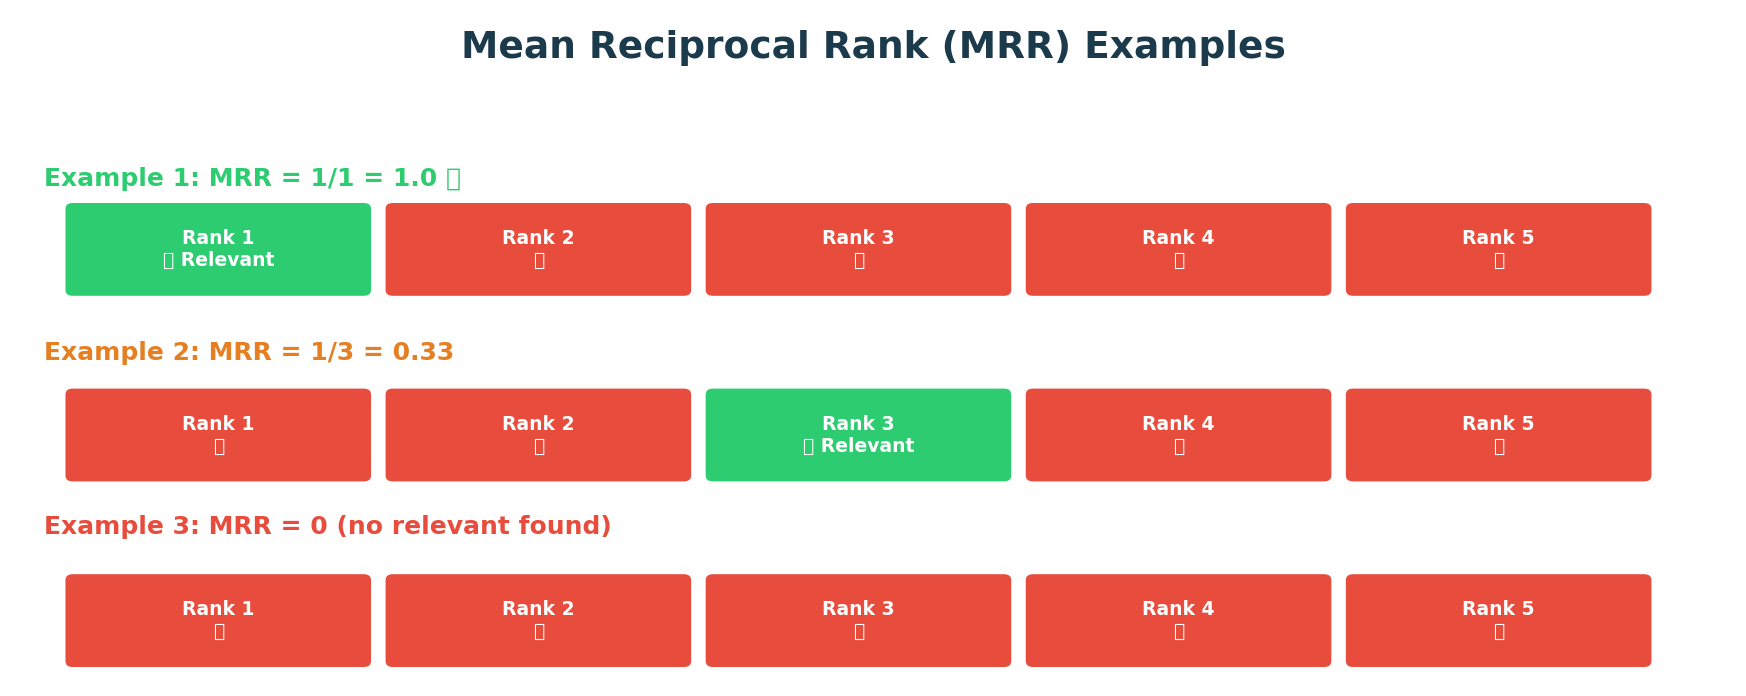 Mean Reciprocal Rank (MRR) Examples
Example 1: MRR = 1/1 = 1.0
Rank 1
Relevant
Rank 2
Rank 3
Rank 4
Rank 5
Example 2: MRR = 1/3 = 0.33
Rank 1
Rank 2
Rank 3
Relevant
Rank 4
Rank 5
Example 3: MRR = 0 (no relevant found)
Rank 1
Rank 2
Rank 3
Rank 4
Rank 5